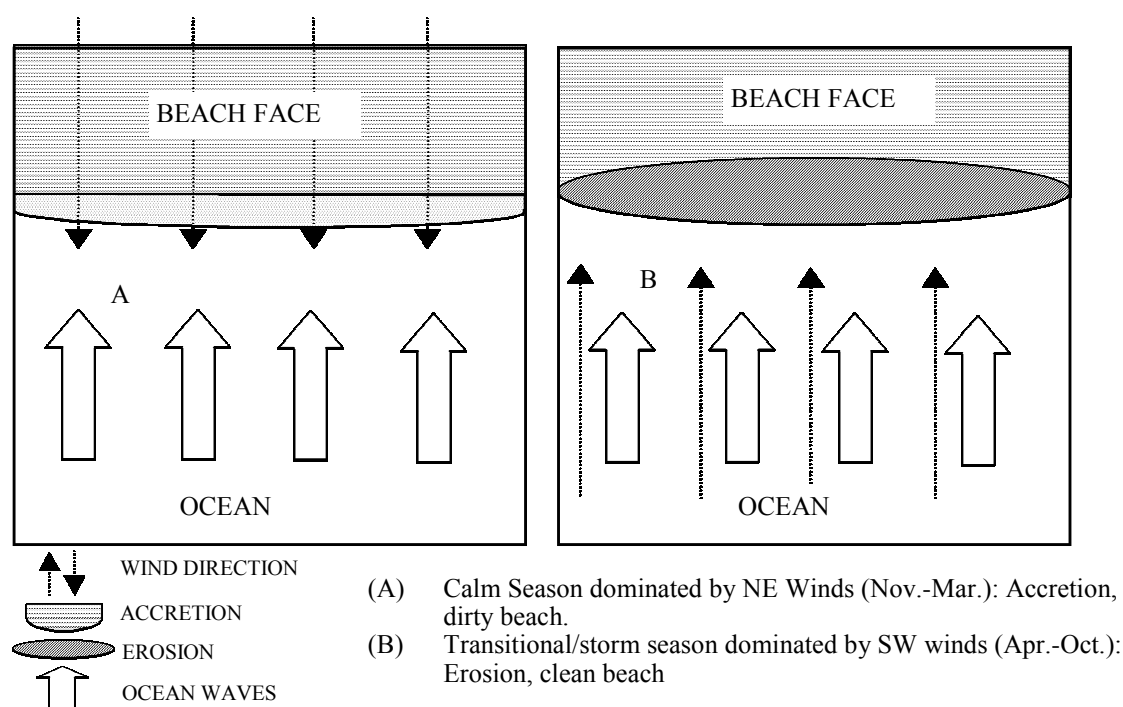 BEACH FACE
A
OCEAN
BEACH FACE
B
OCEAN
WIND DIRECTION
ACCRETION
EROSION
OCEAN WAVES
(A) Calm Season dominated by NE Winds (Nov.-Mar.): Accretion,
dirty beach.
(B) Transitional/storm season dominated by SW winds (Apr.-Oct.):
Erosion, clean beach